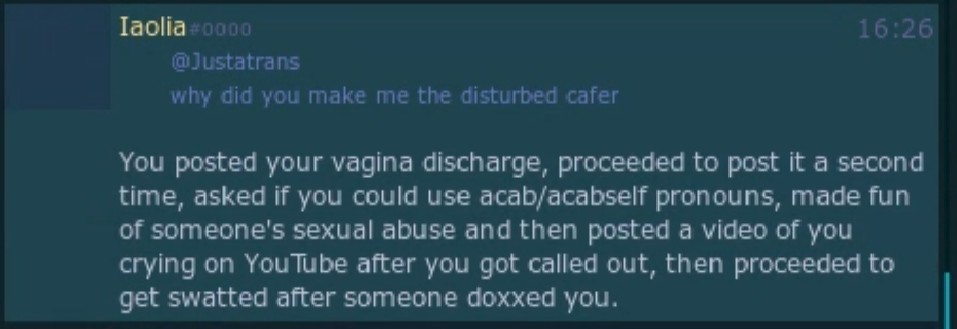 Iaolia#0000 16:26
@Justatrans
why did you make me the disturbed cafer
You posted your vagina discharge, proceeded to post it a second
time, asked if you could use acab/acabself pronouns, made fun
of someone's sexual abuse and then posted a video of you
crying on YouTube after you got called out, then proceeded to
get swatted after someone doxxed you.